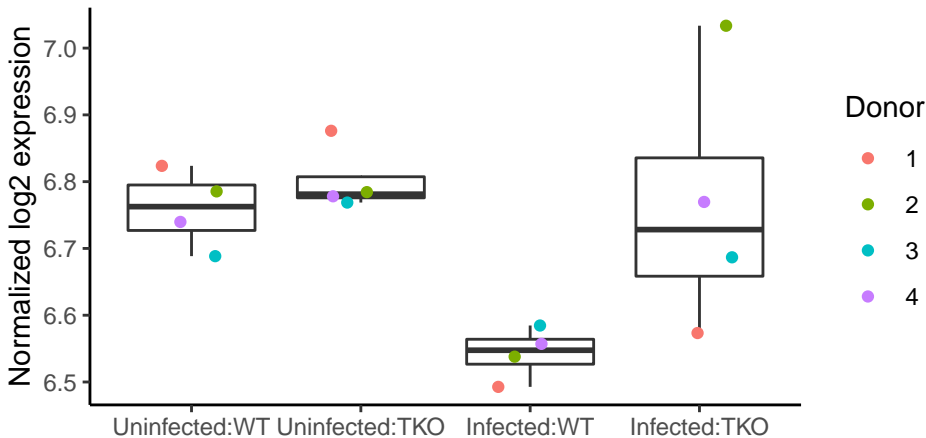 Normalized log2 expression
7.0
6.9
6.8
6.7
6.6
6.5
Uninfected:WT
Uninfected:TKO
Infected:WT
Infected:TKO
Donor
1
2
3
4